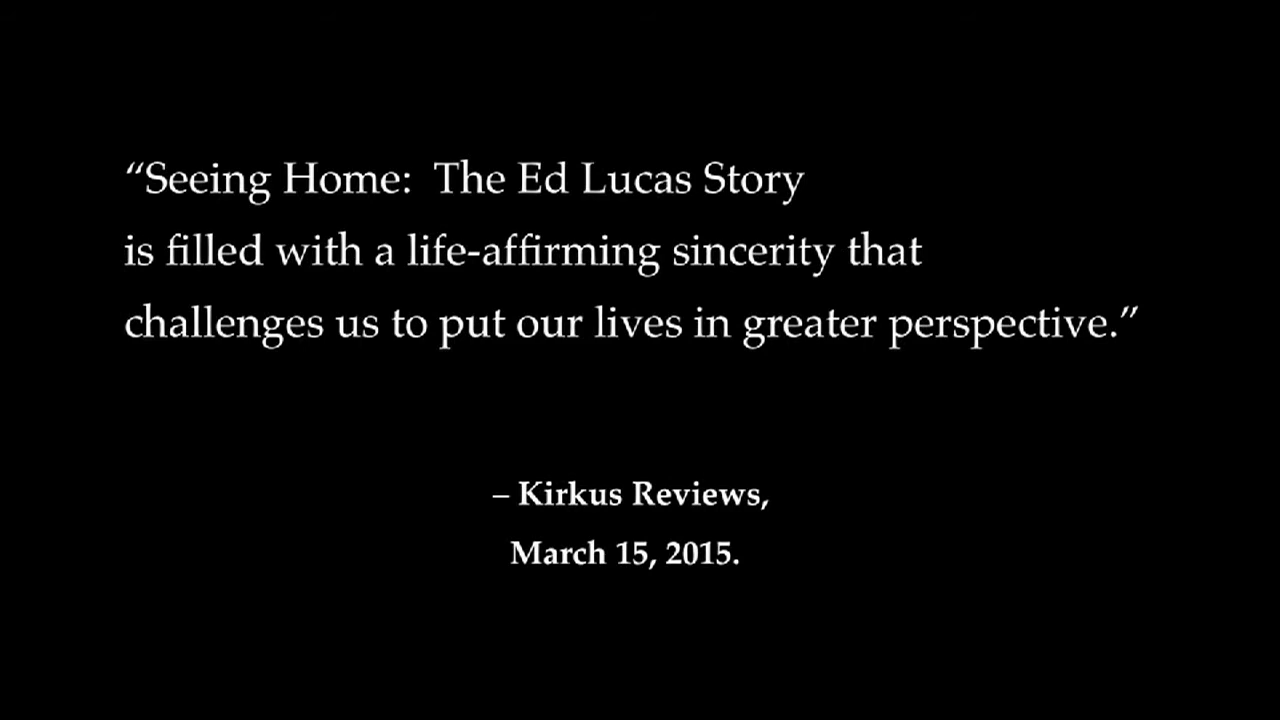 “Seeing Home:  The Ed Lucas Story
is filled with a life-affirming sincerity that
challenges us to put our lives in greater perspective.”
– Kirkus Reviews,
March 15, 2015.